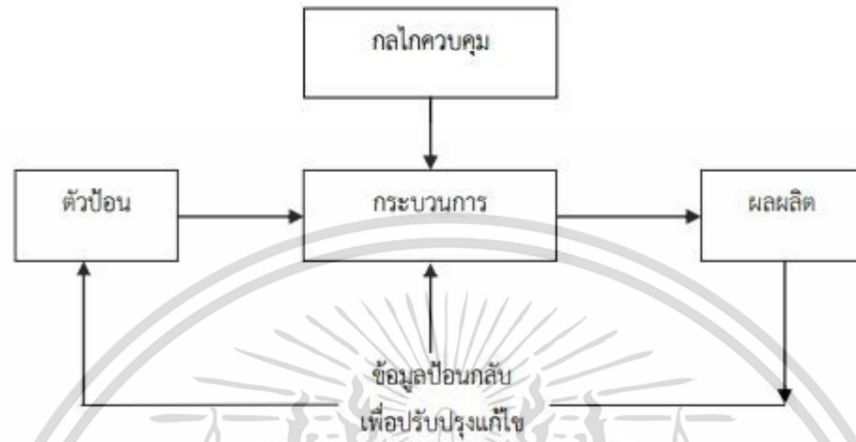 กลไกควบคุม
ตัวป้อน
กระบวนการ
ผลผลิต
ข้อมูลป้อนกลับ
เพื่อปรับปรุงแก้ไข